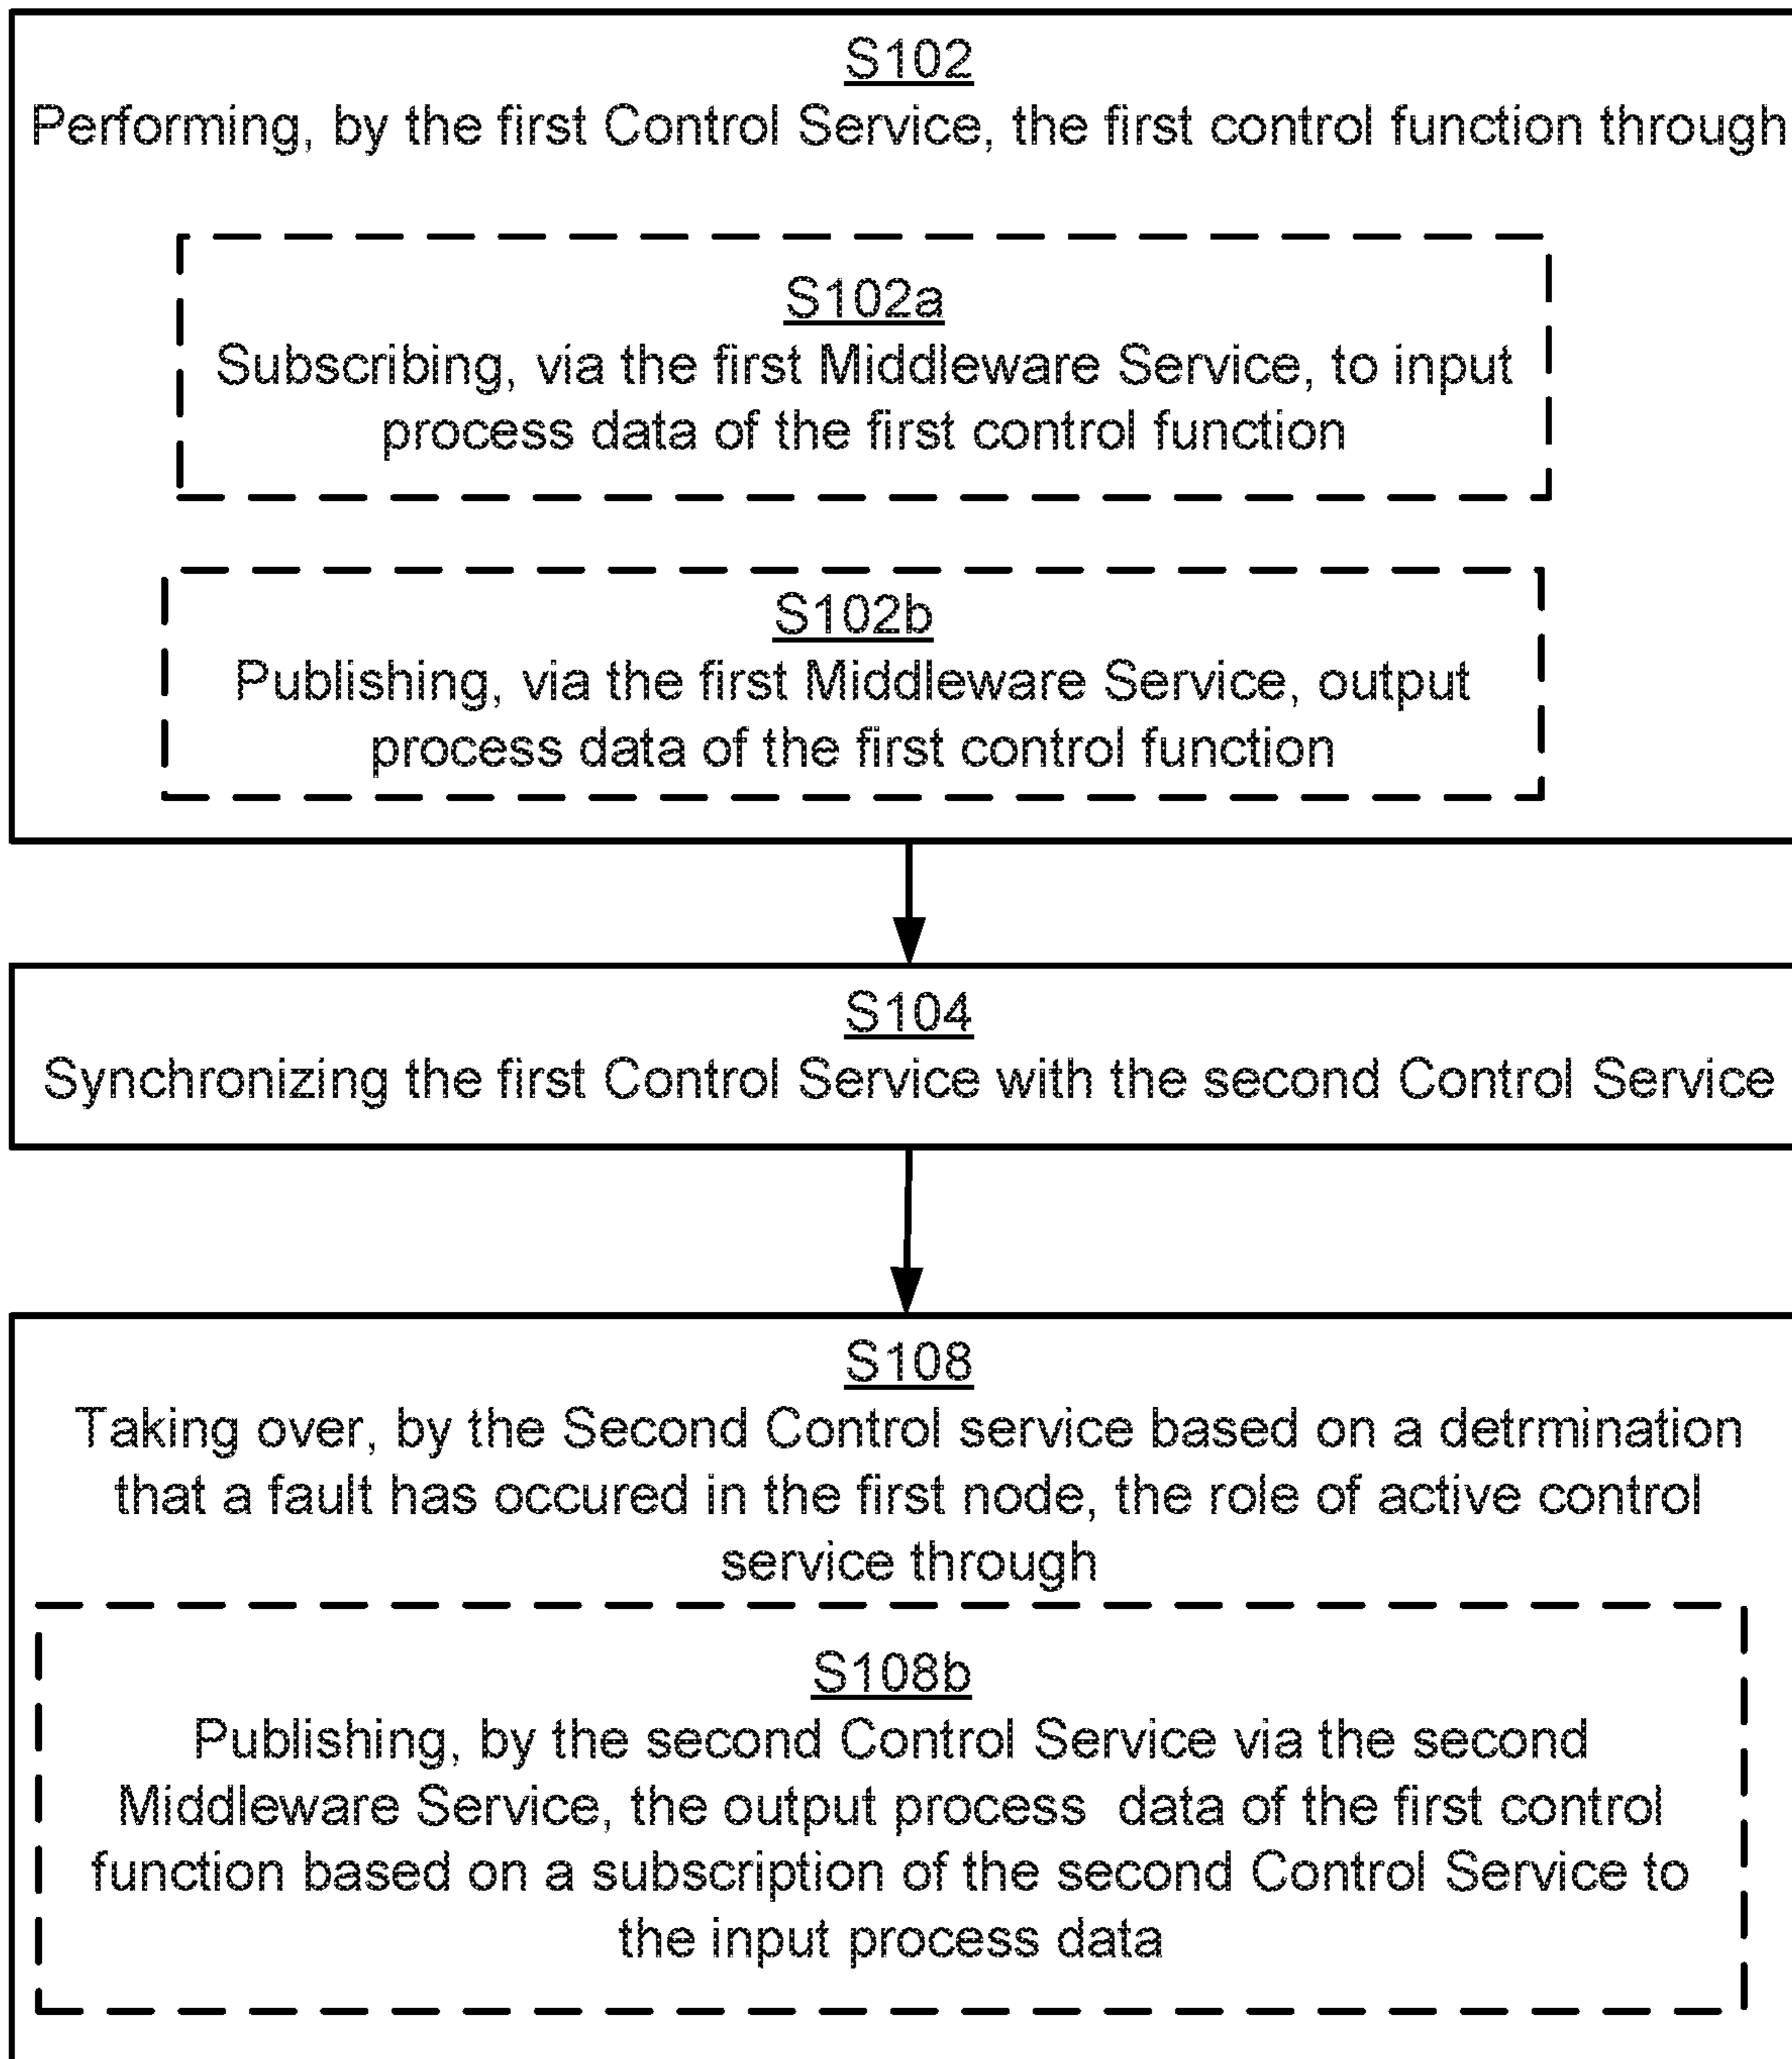 S102
Performing, by the first Control Service, the first control function through
S102a
Subscribing, via the first Middleware Service, to input
process data of the first control function
S102b
Publishing, via the first Middleware Service, output
process data of the first control function
S104
Synchronizing the first Control Service with the second Control Service
S108
Taking over, by the Second Control service based on a detrmination
that a fault has occured in the first node, the role of active control
service through
S108b
Publishing, by the second Control Service via the second
Middleware Service, the output process data of the first control
function based on a subscription of the second Control Service to
the input process data